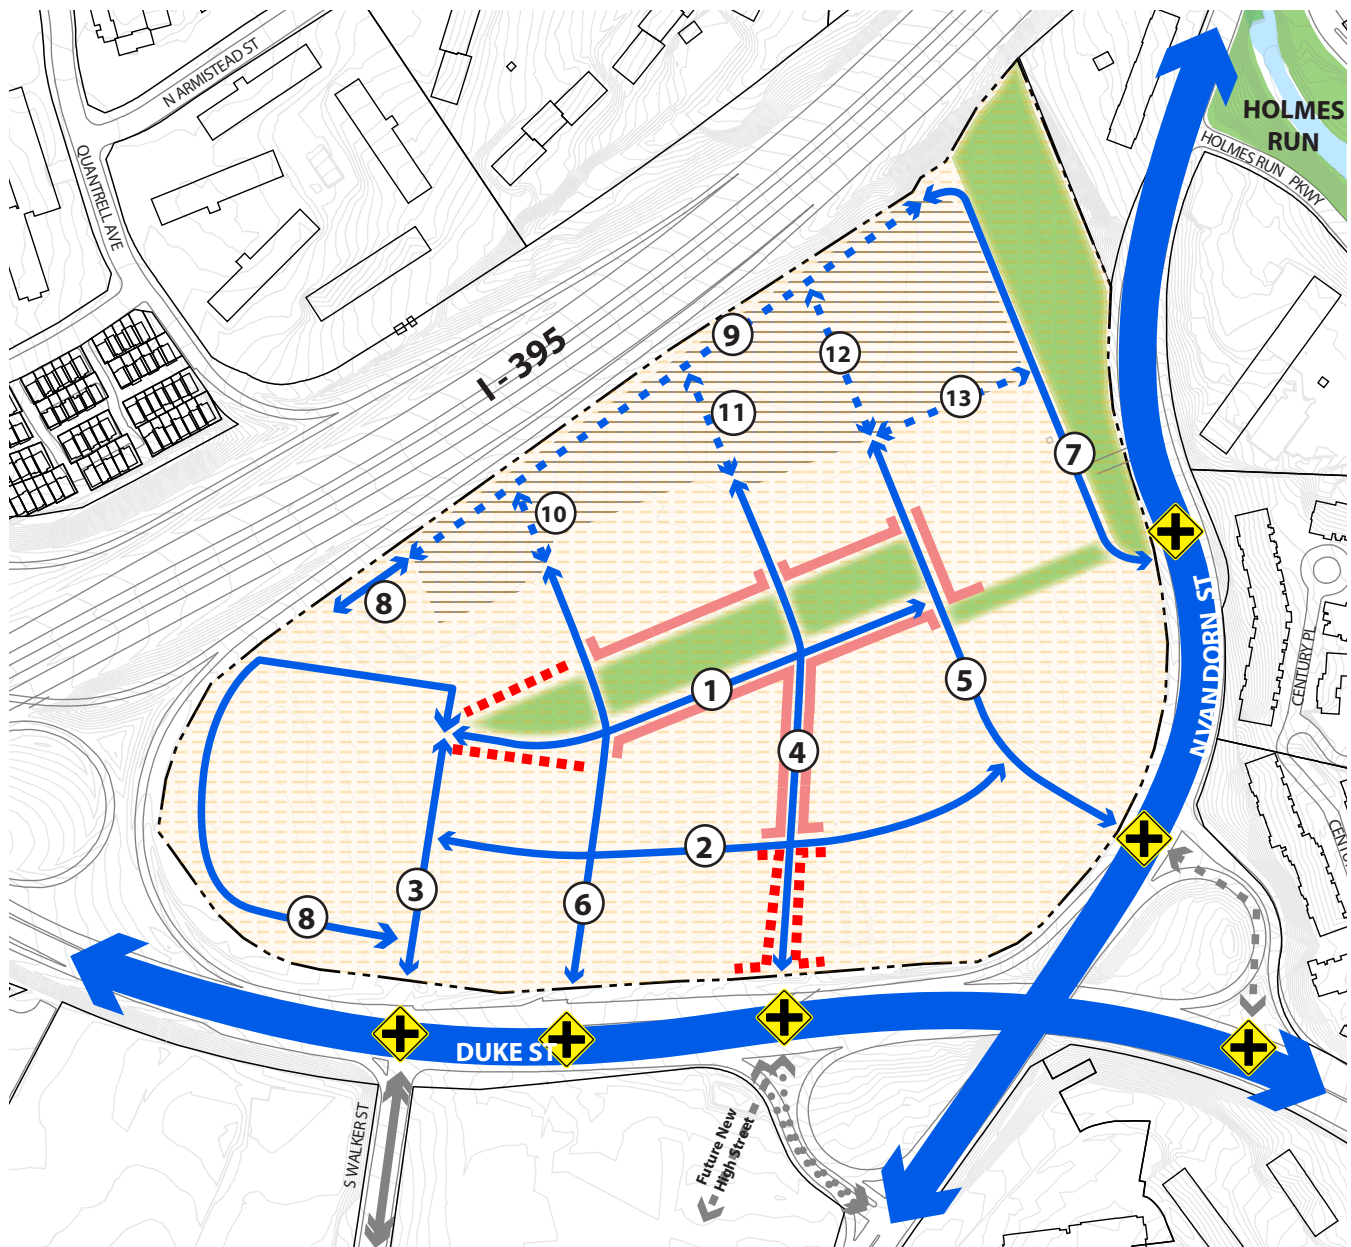 N ARMISTEAD ST
QUANTRELL AVE
HOLMES
RUN
HOLMES RUN PKWY
I - 395
9
12
13
11
7
10
8
1
5
4
2
3
6
8
N VAN DORN ST
CENTURY PL
DUKE ST
S WALKER ST
Future New
High Street